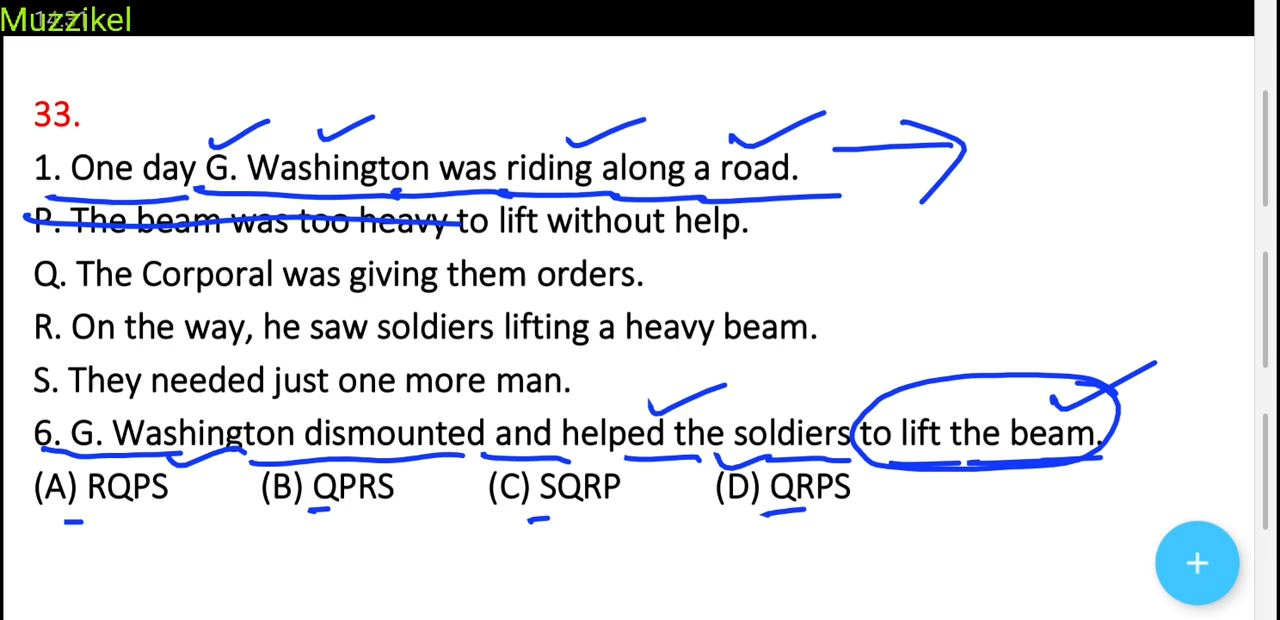 Muzzikel
33.
1. One day G. Washington was riding along a road.
P. The beam was too heavy to lift without help.
Q. The Corporal was giving them orders.
R. On the way, he saw soldiers lifting a heavy beam.
S. They needed just one more man.
6. G. Washington dismounted and helped the soldiers to lift the beam.
(A) RQPS (B) QPRS (C) SQRP (D) QRPS
+